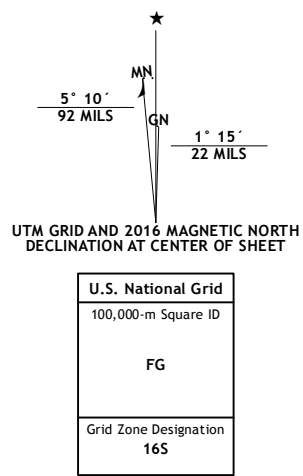 MN.
5° 10´
92 MILS
GN
1° 15´
22 MILS
UTM GRID AND 2016 MAGNETIC NORTH
DECLINATION AT CENTER OF SHEET
U.S. National Grid
100,000-m Square ID
FG
Grid Zone Designation
16S